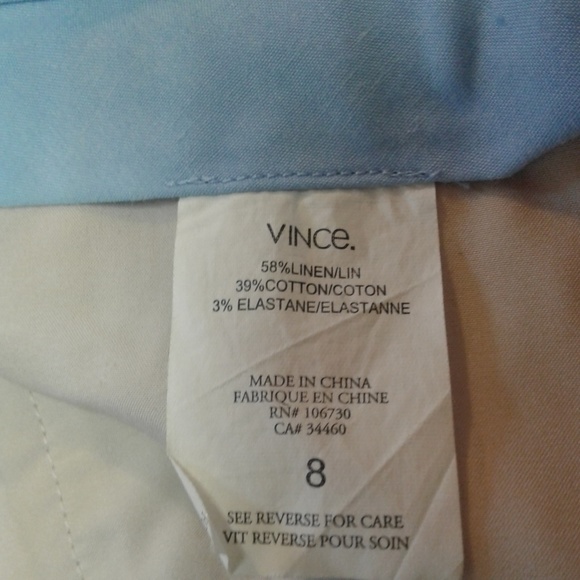 VINCe.
58%LINEN/LIN
39%COTTON/COTON
3% ELASTANE/ELASTANNE
MADE IN CHINA
FABRIQUE EN CHINE
RN# 106730
CA# 34460
8
SEE REVERSE FOR CARE
VIT REVERSE POUR SOIN